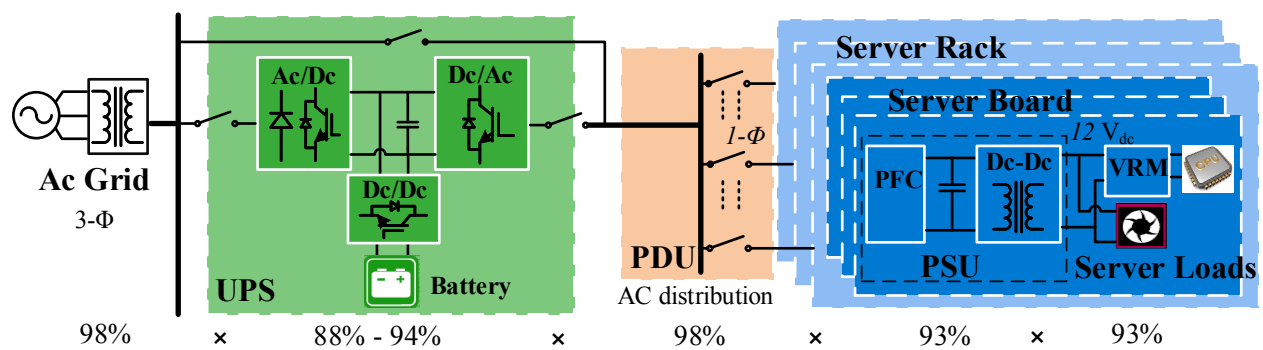 Ac Grid
3-Φ
UPS
Ac/Dc
Dc/Ac
Dc/Dc
Battery
PDU
AC distribution
1-Φ
Server Rack
Server Board
12 Vdc
PFC
Dc-Dc
PSU
VRM
CPU
Server Loads
98% × 88% - 94% × 98% × 93% × 93%